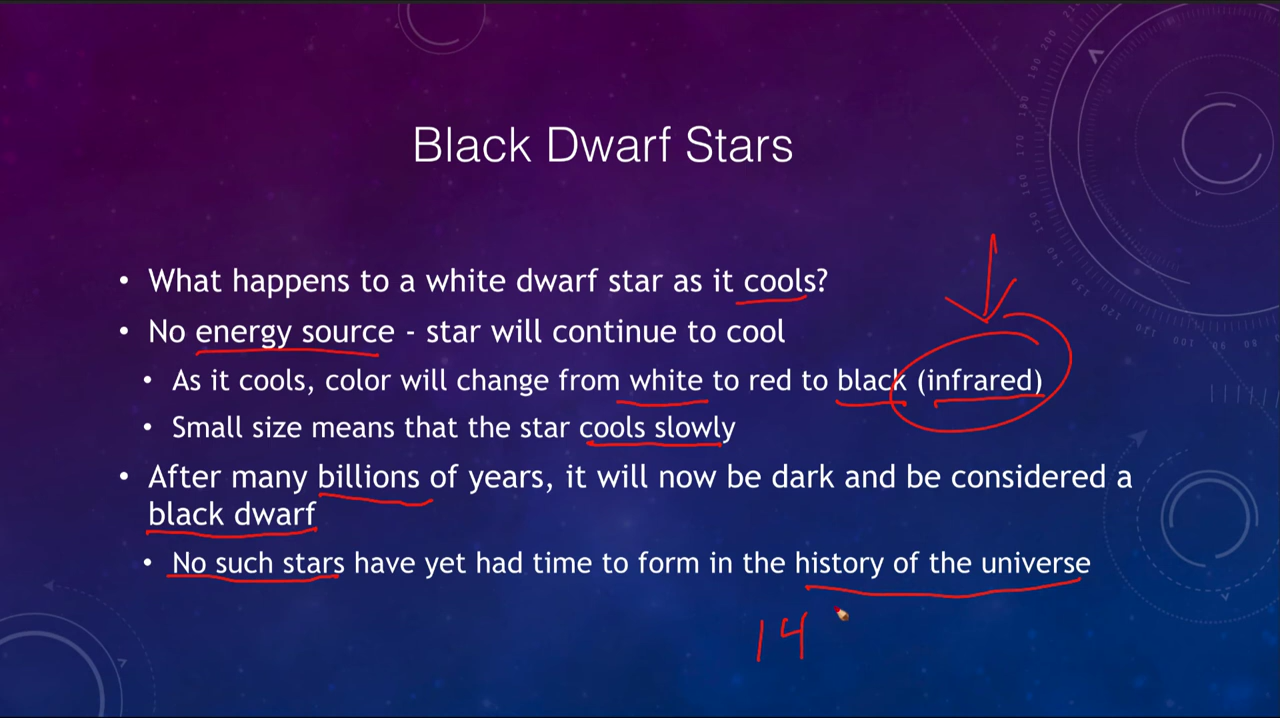 Black Dwarf Stars
• What happens to a white dwarf star as it cools?
• No energy source - star will continue to cool
• As it cools, color will change from white to red to black (infrared)
• Small size means that the star cools slowly
• After many billions of years, it will now be dark and be considered a
black dwarf
• No such stars have yet had time to form in the history of the universe
14